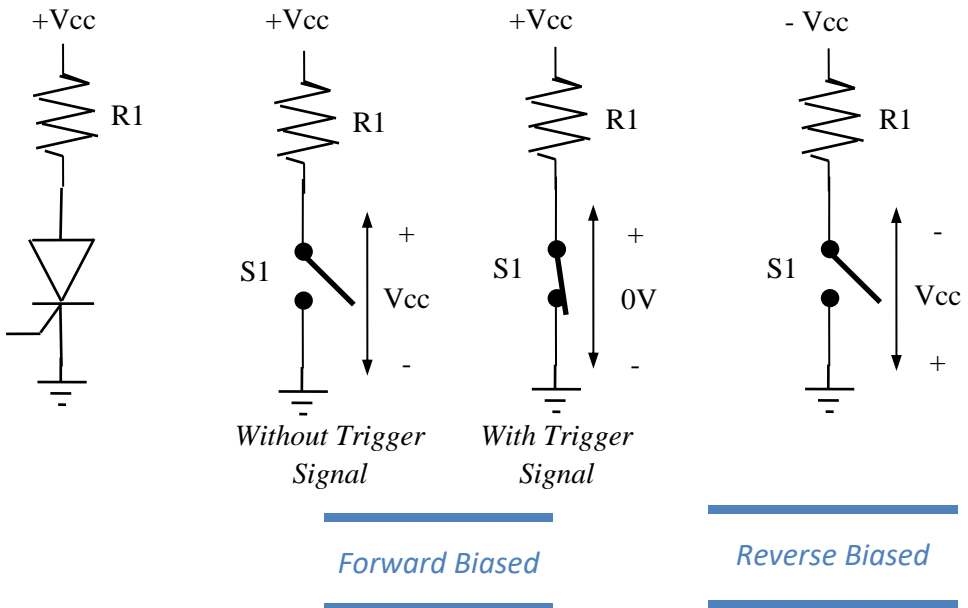 +Vcc
+Vcc
+Vcc
- Vcc
R1
R1
R1
R1
S1
+
Vcc
-
S1
+
0V
-
S1
-
Vcc
+
Without Trigger
Signal
With Trigger
Signal
Forward Biased
Reverse Biased